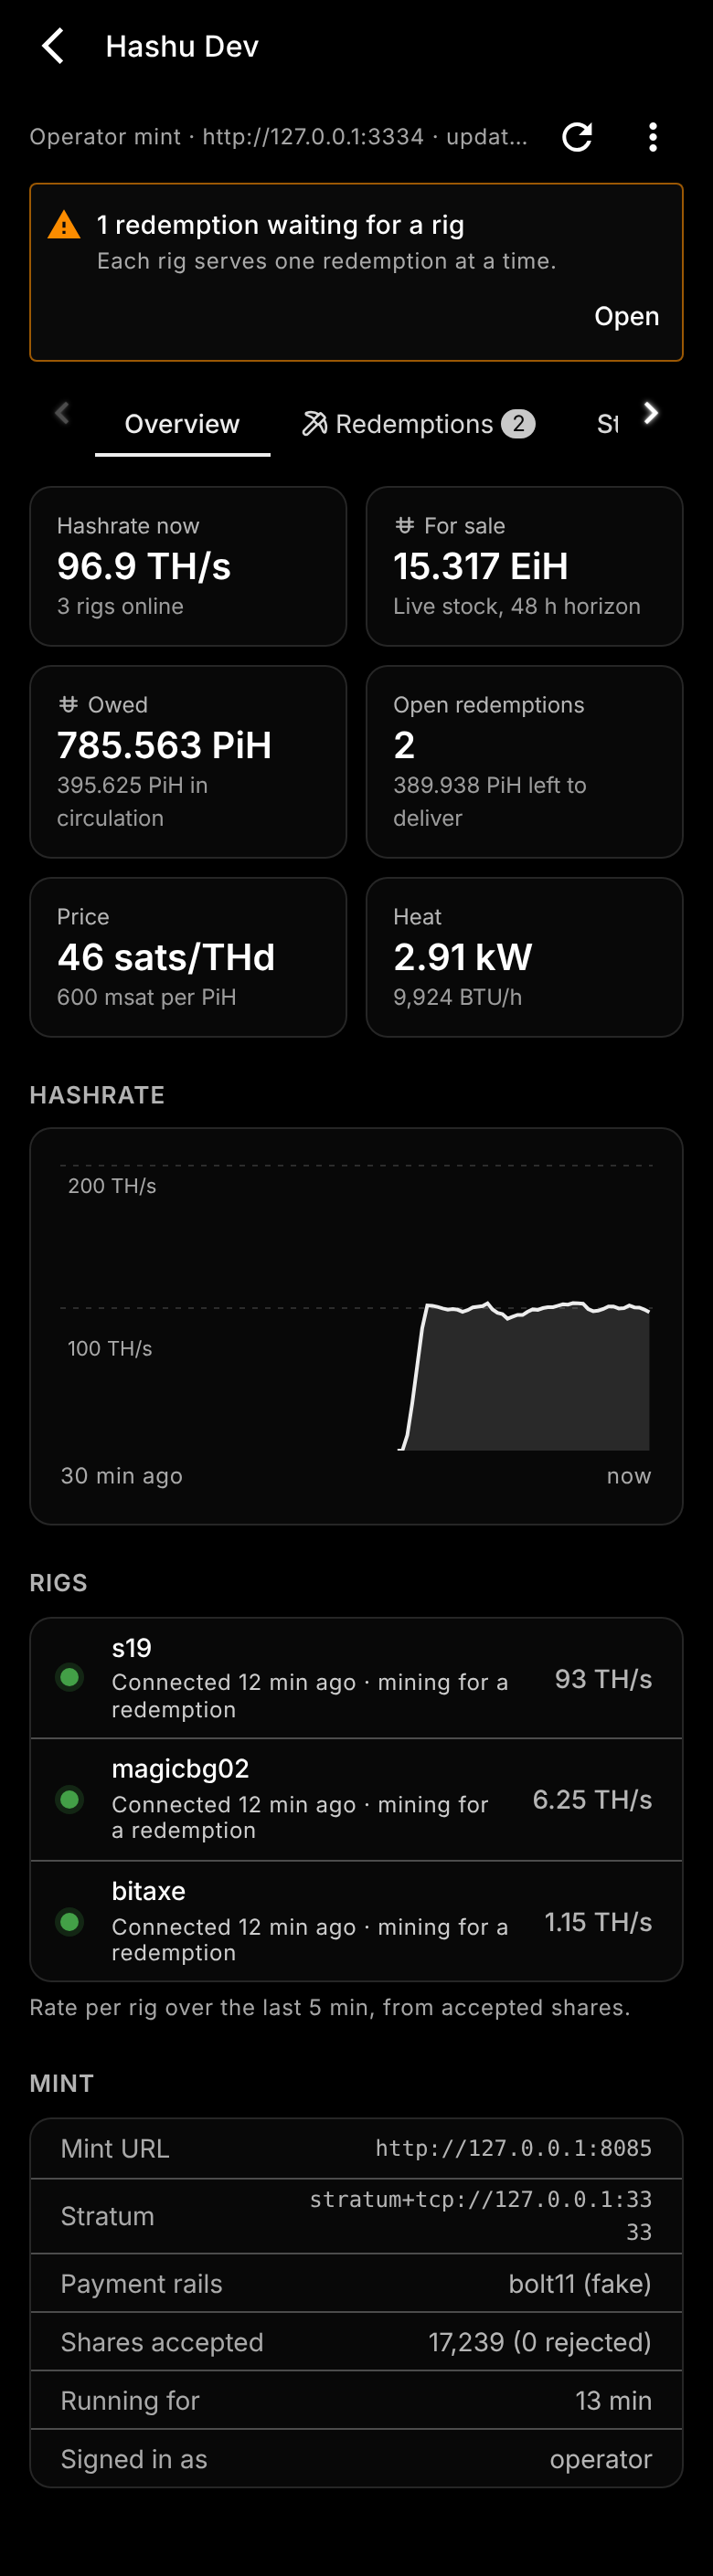 Hashu Dev
Operator mint · http://127.0.0.1:3334 · updat...
1 redemption waiting for a rig
Each rig serves one redemption at a time.
Open
Overview
Redemptions 2
St
Hashrate now
96.9 TH/s
3 rigs online
For sale
15.317 EiH
Live stock, 48 h horizon
Owed
785.563 PiH
395.625 PiH in
circulation
Open redemptions
2
389.938 PiH left to
deliver
Price
46 sats/THd
600 msat per PiH
Heat
2.91 kW
9,924 BTU/h
HASHRATE
200 TH/s
100 TH/s
30 min ago
now
RIGS
s19
Connected 12 min ago · mining for a
redemption
93 TH/s
magicbg02
Connected 12 min ago · mining for
a redemption
6.25 TH/s
bitaxe
Connected 12 min ago · mining for a
redemption
1.15 TH/s
Rate per rig over the last 5 min, from accepted shares.
MINT
Mint URL
http://127.0.0.1:8085
Stratum
stratum+tcp://127.0.0.1:33
33
Payment rails
bolt11 (fake)
Shares accepted
17,239 (0 rejected)
Running for
13 min
Signed in as
operator